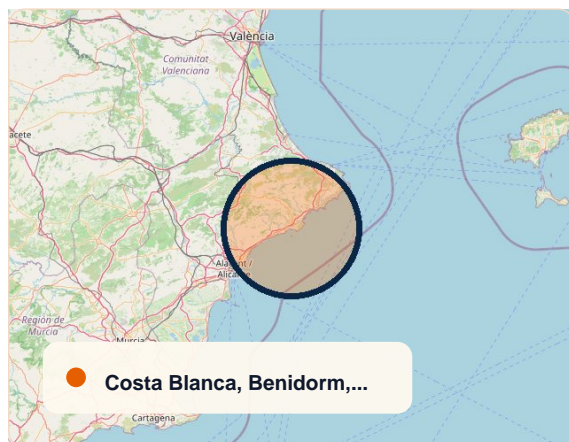 València
Comunitat
Valenciana
acete
Alacant /
Alicante
Región de
Murcia
Murcia
Costa Blanca, Benidorm,...
Cartagena